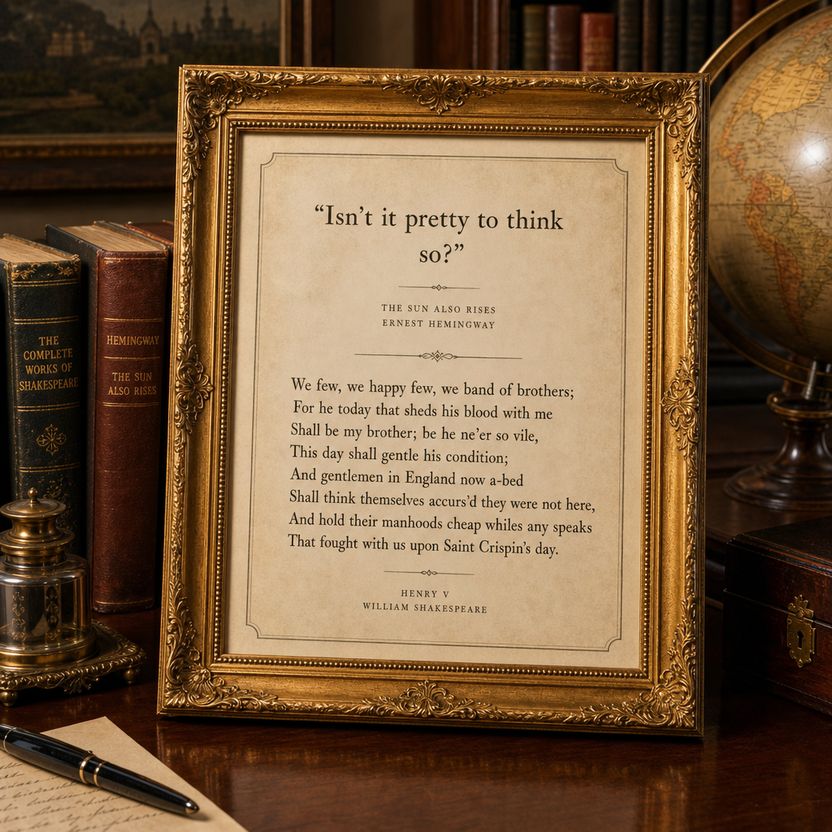 “Isn’t it pretty to think
so?”
THE SUN ALSO RISES
ERNEST HEMINGWAY
We few, we happy few, we band of brothers;
For he today that sheds his blood with me
Shall be my brother; be he ne’er so vile,
This day shall gentle his condition;
And gentlemen in England now a-bed
Shall think themselves accurs’d they were not here,
And hold their manhoods cheap whiles any speaks
That fought with us upon Saint Crispin’s day.
HENRY V
WILLIAM SHAKESPEARE
THE
COMPLETE
WORKS OF
SHAKESPEARE
HEMINGWAY
THE SUN
ALSO RISES